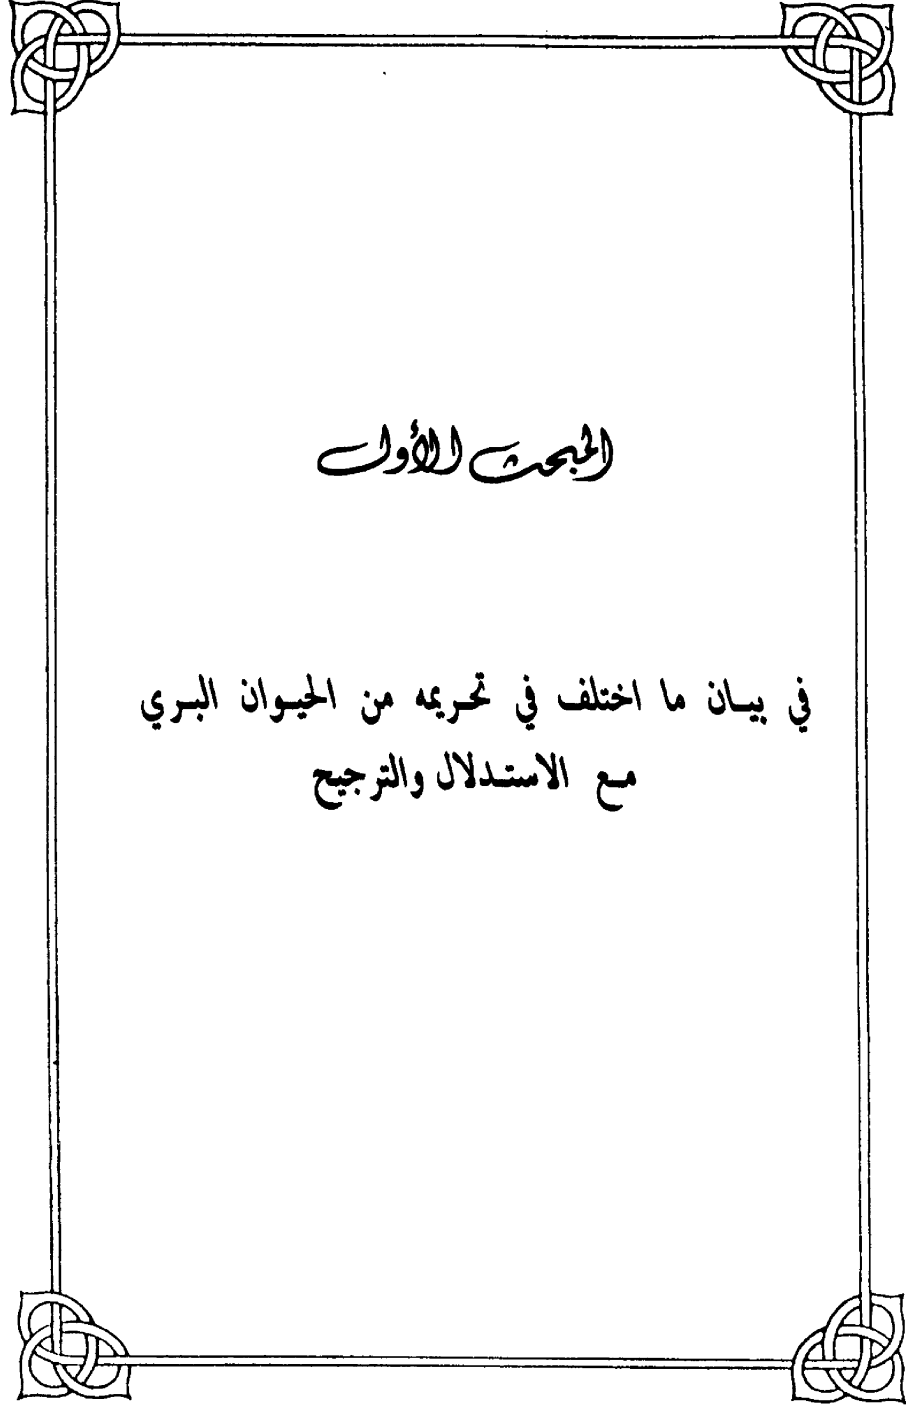 المبحث الأول
في بيان ما اختلف في تحريمه من الحيوان البري
مع الاستدلال والترجيح